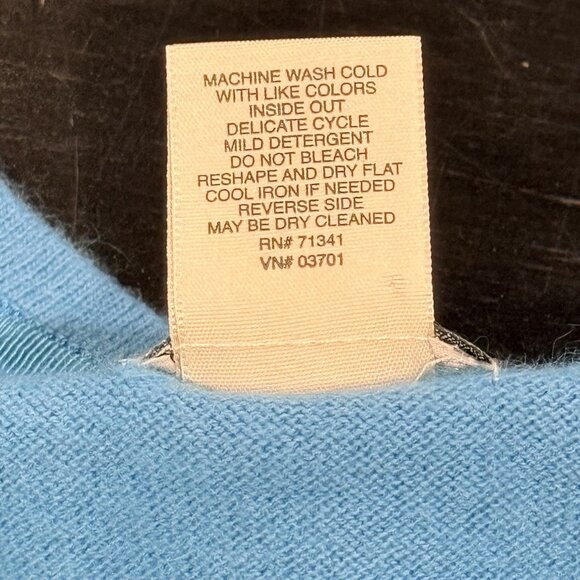 MACHINE WASH COLD
WITH LIKE COLORS
INSIDE OUT
DELICATE CYCLE
MILD DETERGENT
DO NOT BLEACH
RESHAPE AND DRY FLAT
COOL IRON IF NEEDED
REVERSE SIDE
MAY BE DRY CLEANED
RN# 71341
VN# 03701